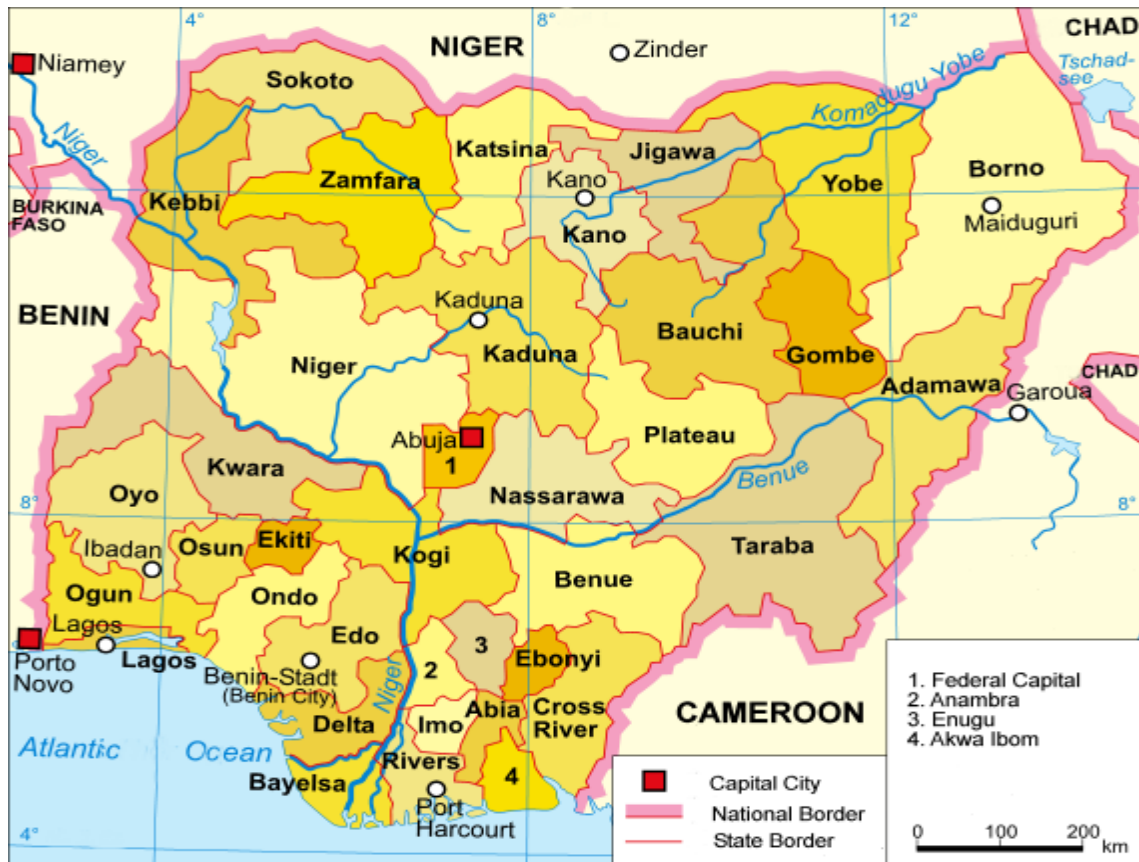 4°
8°
12°
NIGER
CHAD
Zinder
Niamey
Tschad-
see
Sokoto
Komadugu Yobe
Niger
Katsina
Jigawa
Borno
Zamfara
Kano
Yobe
Kebbi
BURKINA
FASO
Maiduguri
Kano
BENIN
Kaduna
Bauchi
Niger
Kaduna
Gombe
CHAD
Adamawa
Garoua
Abuja
Plateau
1
Kwara
Benue
Oyo
Nassarawa
8°
8°
Ekiti
Taraba
Ibadan
Osun
Kogi
Benue
Ogun
Ondo
Lagos
Edo
3
Porto
Novo
Lagos
2
Ebonyi
Benin-Stadt
(Benin City)
Niger
Abia
Cross
River
CAMEROON
Delta
Imo
Atlantic Ocean
Rivers
Bayelsa
4
Port
Harcourt
4°
1. Federal Capital
2. Anambra
3. Enugu
4. Akwa Ibom
Capital City
National Border
State Border
0 100 200
km